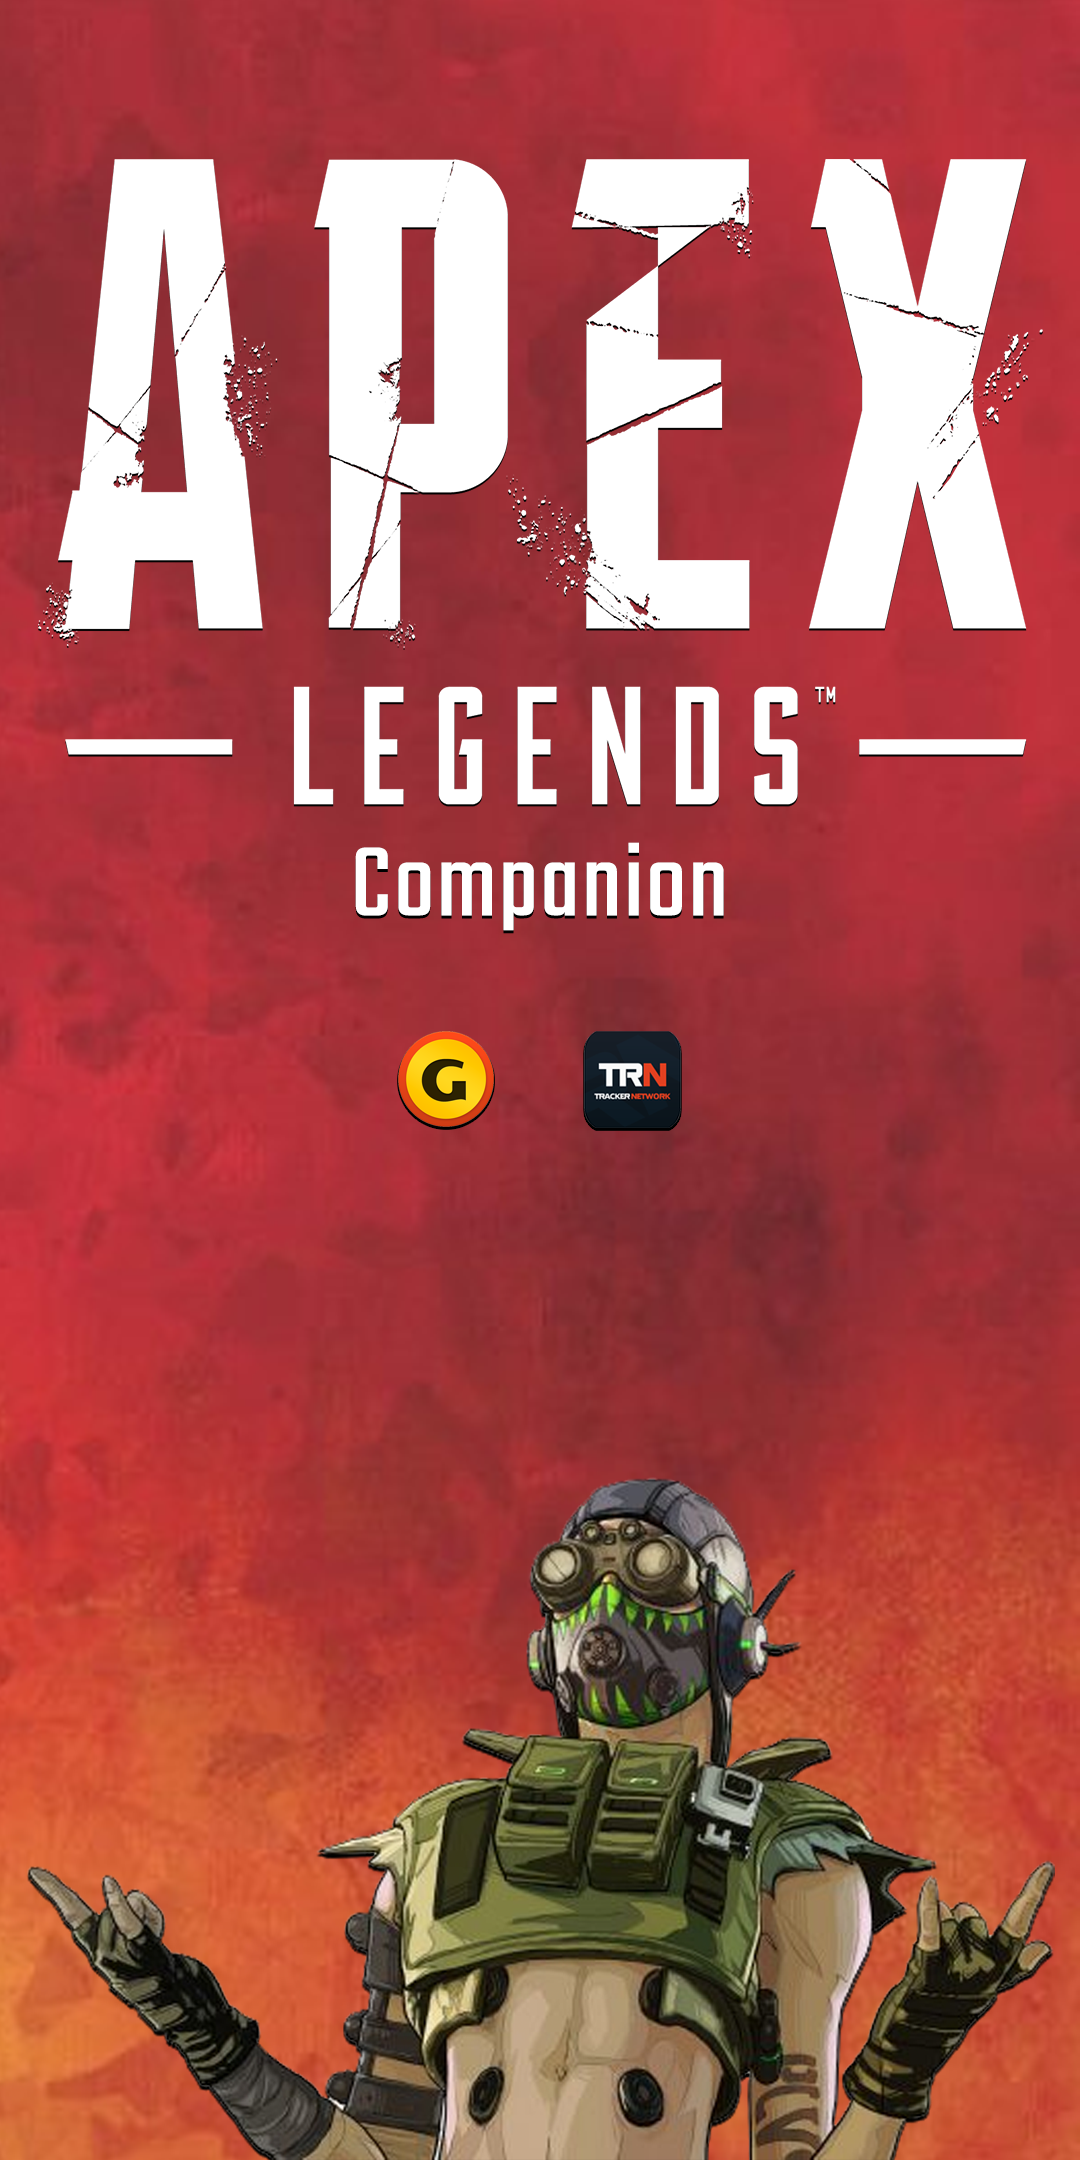 APEX
LEGENDS™
Companion
G
TRN
TRACKER NETWORK